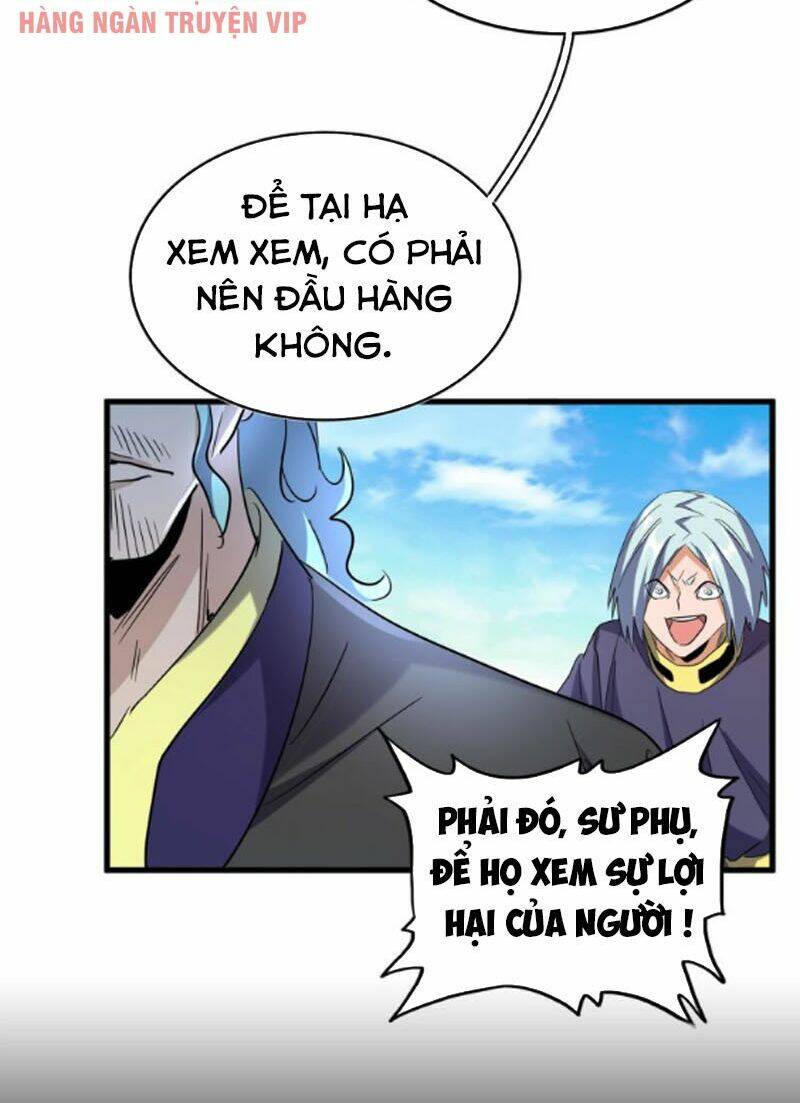 HÀNG NGÀN TRUYỆN VIP
ĐỂ TẠI HẠ
XEM XEM, CÓ PHẢI
NÊN ĐẦU HÀNG
KHÔNG.
PHẢI ĐÓ, SƯ PHỤ,
ĐỂ HỌ XEM SỰ LỢI
HẠI CỦA NGƯỜI !